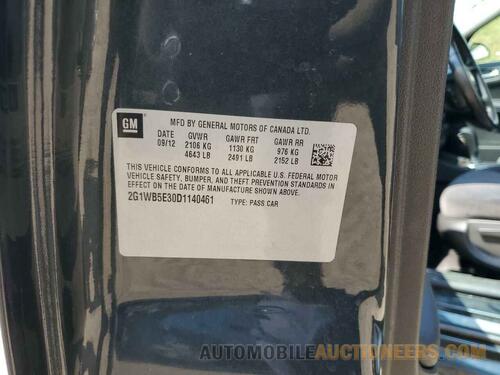 GM
MFD BY GENERAL MOTORS OF CANADA LTD.
DATE GVWR GAWR FRT GAWR RR
09/12 2106 KG 1130 KG 976 KG
4643 LB 2491 LB 2152 LB
THIS VEHICLE CONFORMS TO ALL APPLICABLE U.S. FEDERAL MOTOR
VEHICLE SAFETY, BUMPER, AND THEFT PREVENTION STANDARDS IN
EFFECT ON THE DATE OF MANUFACTURE SHOWN ABOVE.
2G1WB5E30D1140461 TYPE: PASS CAR
AUTOMOBILEAUCTIONEERS.COM